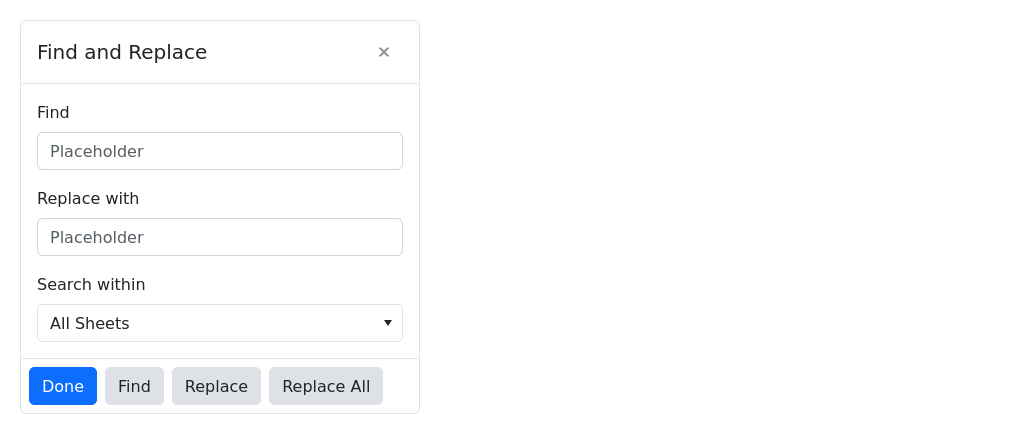 Find and Replace ×
Find
Placeholder
Replace with
Placeholder
Search within
All Sheets
Done Find Replace Replace All